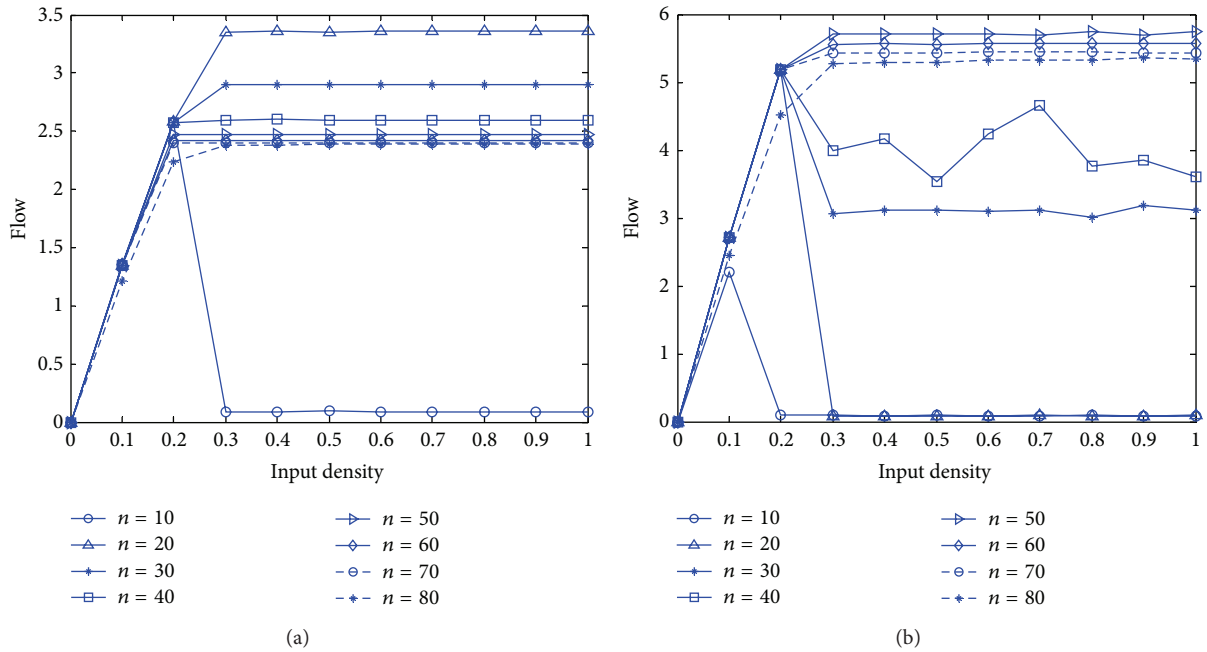 3.5
3
2.5
2
1.5
1
0.5
0
Flow
0 0.1 0.2 0.3 0.4 0.5 0.6 0.7 0.8 0.9 1
Input density
n = 10
n = 20
n = 30
n = 40
n = 50
n = 60
n = 70
n = 80
(a)
6
5
4
3
2
1
0
Flow
0 0.1 0.2 0.3 0.4 0.5 0.6 0.7 0.8 0.9 1
Input density
n = 10
n = 20
n = 30
n = 40
n = 50
n = 60
n = 70
n = 80
(b)